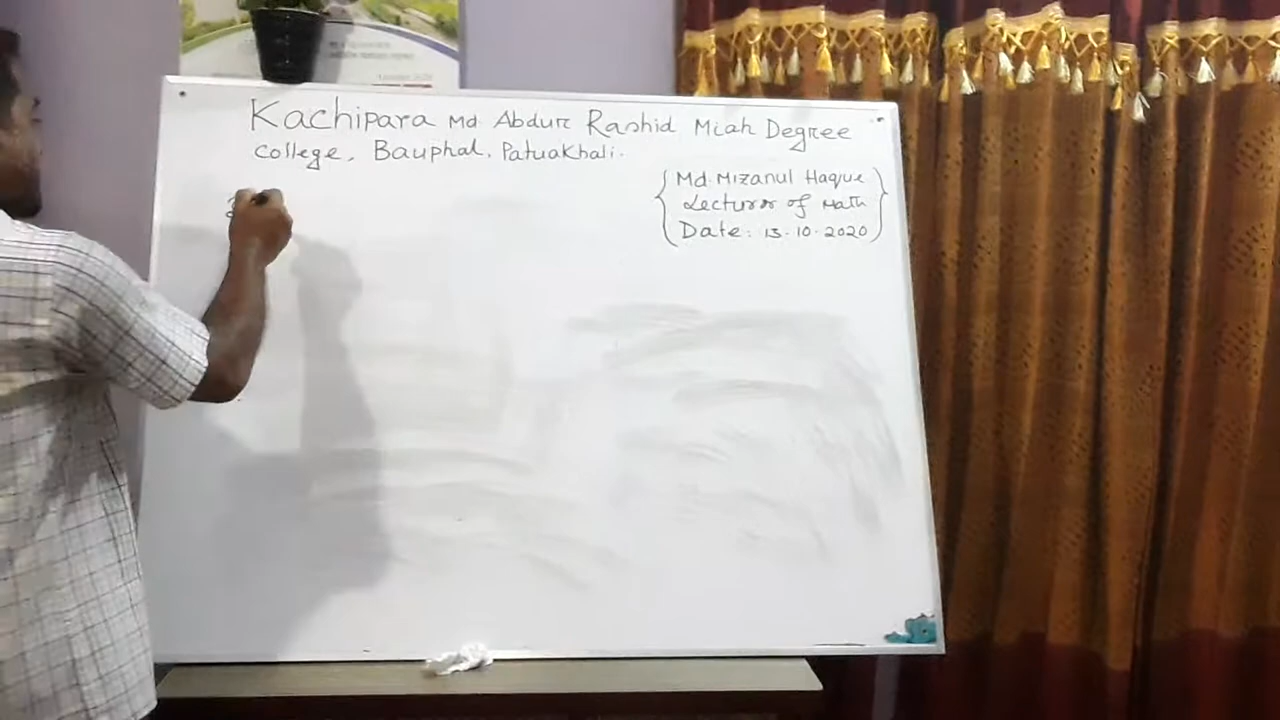 Kachipara Md Abdur Rashid Miah Degree
College, Bauphal, Patuakhali.
Md. Mizanul Haque
Lecturer of Math
Date: 13.10.2020